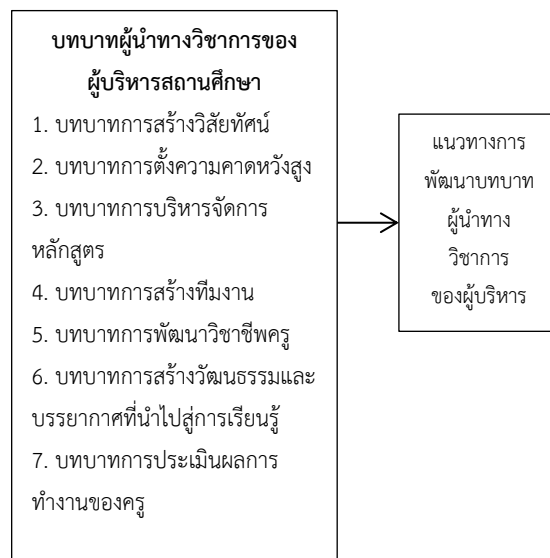 บทบาทผู้นำทางวิชาการของ
ผู้บริหารสถานศึกษา
1. บทบาทการสร้างวิสัยทัศน์
2. บทบาทการตั้งความคาดหวังสูง
3. บทบาทการบริหารจัดการ
หลักสูตร
4. บทบาทการสร้างทีมงาน
5. บทบาทการพัฒนาวิชาชีพครู
6. บทบาทการสร้างวัฒนธรรมและ
บรรยากาศที่นำไปสู่การเรียนรู้
7. บทบาทการประเมินผลการ
ทำงานของครู
แนวทางการ
พัฒนาบทบาท
ผู้นำทาง
วิชาการ
ของผู้บริหาร